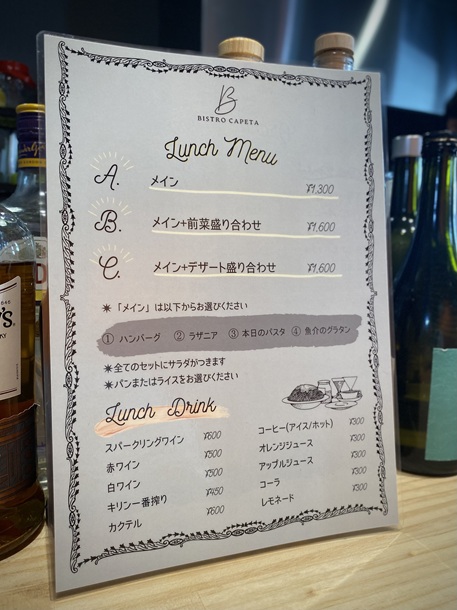 B
BISTRO CAPETA
Lunch Menu
A. メイン ¥1,300
B. メイン+前菜盛り合わせ ¥1,600
C. メイン+デザート盛り合わせ ¥1,600
✷「メイン」は以下からお選びください
① ハンバーグ ② ラザニア ③ 本日のパスタ ④ 魚介のグラタン
✷全てのセットにサラダがつきます
✷パンまたはライスをお選びください
Lunch Drink
スパークリングワイン ¥600
赤ワイン ¥500
白ワイン ¥500
キリン一番搾り ¥450
カクテル ¥600
コーヒー(アイス/ホット) ¥300
オレンジジュース ¥300
アップルジュース ¥300
コーラ ¥300
レモネード ¥300